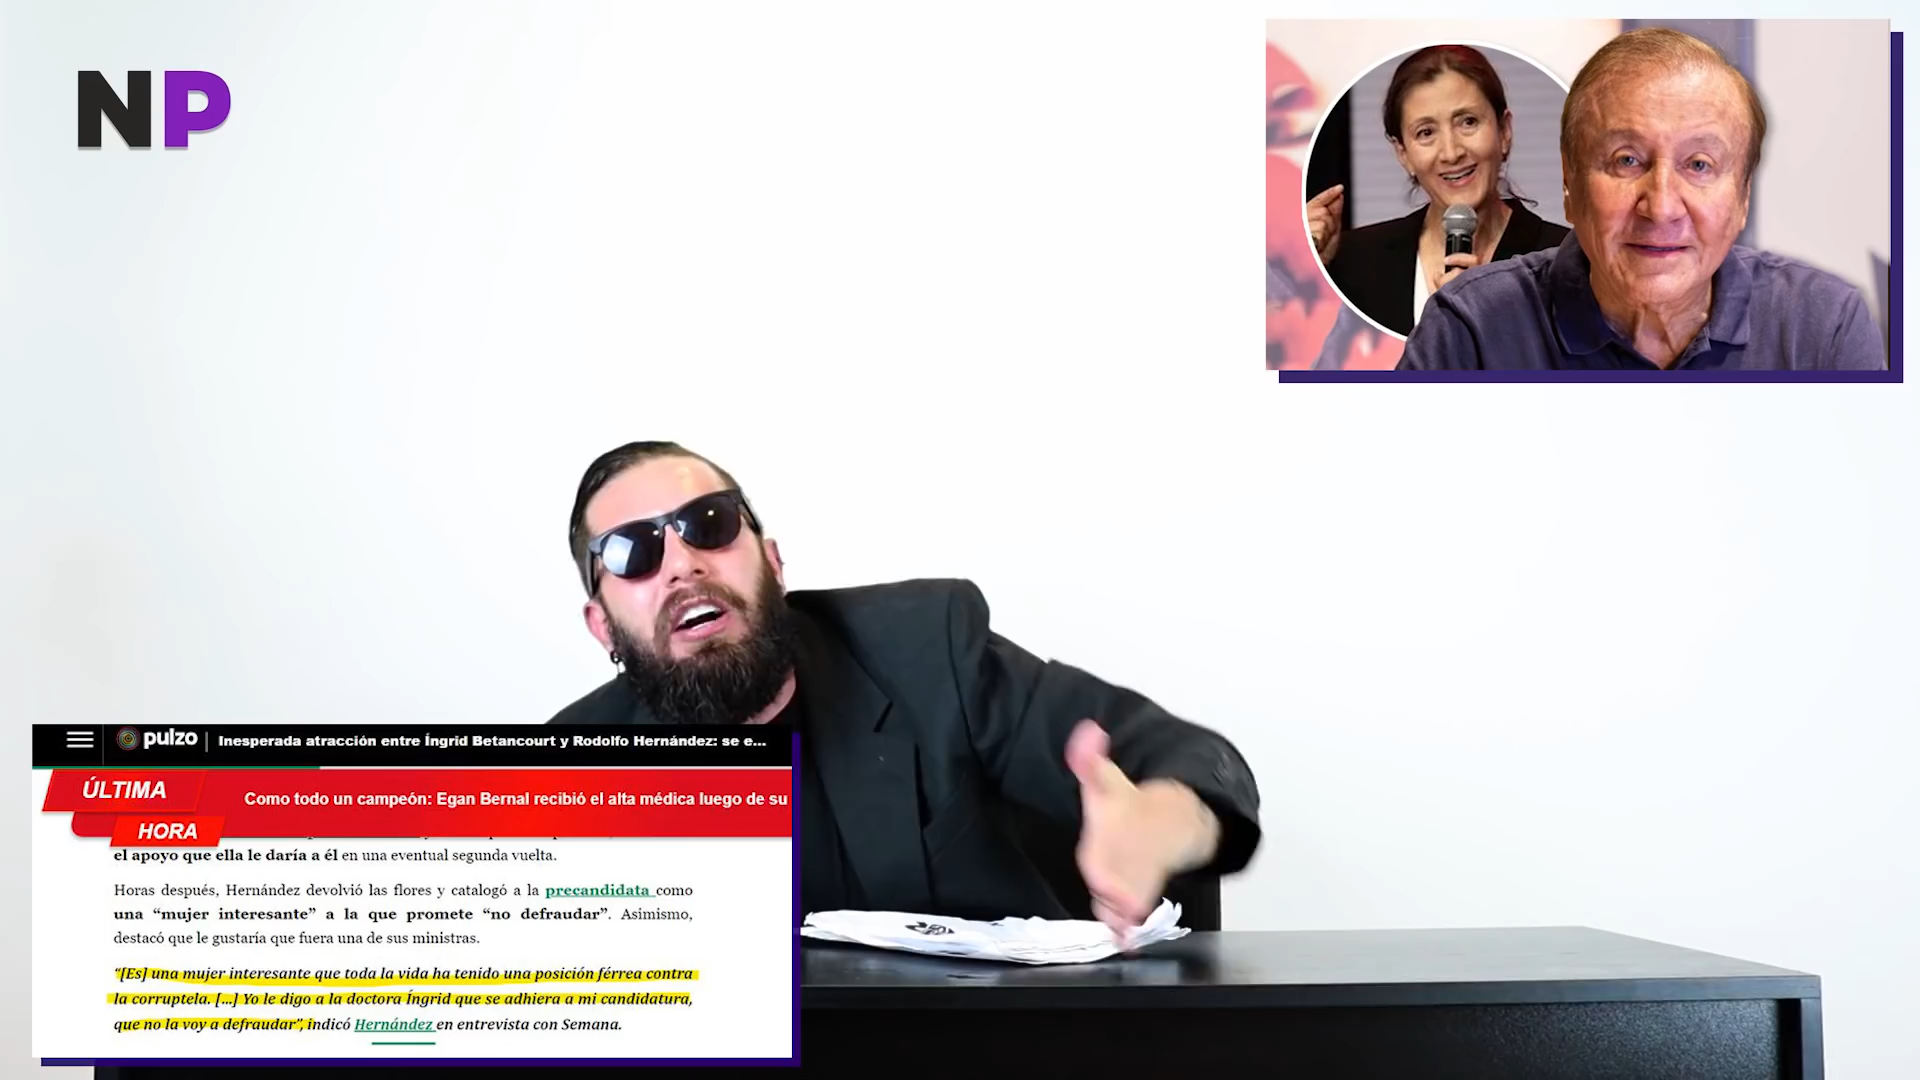 NP
pulzo
Inesperada atracción entre Íngrid Betancourt y Rodolfo Hernández: se e...
ÚLTIMA
HORA
Como todo un campeón: Egan Bernal recibió el alta médica luego de su
el apoyo que ella le daría a él en una eventual segunda vuelta.
Horas después, Hernández devolvió las flores y catalogó a la precandidata como
una “mujer interesante” a la que promete “no defraudar”. Asimismo,
destacó que le gustaría que fuera una de sus ministras.
“[Es] una mujer interesante que toda la vida ha tenido una posición férrea contra
la corruptela. [...] Yo le digo a la doctora Íngrid que se adhiera a mi candidatura,
que no la voy a defraudar”, indicó Hernández en entrevista con Semana.